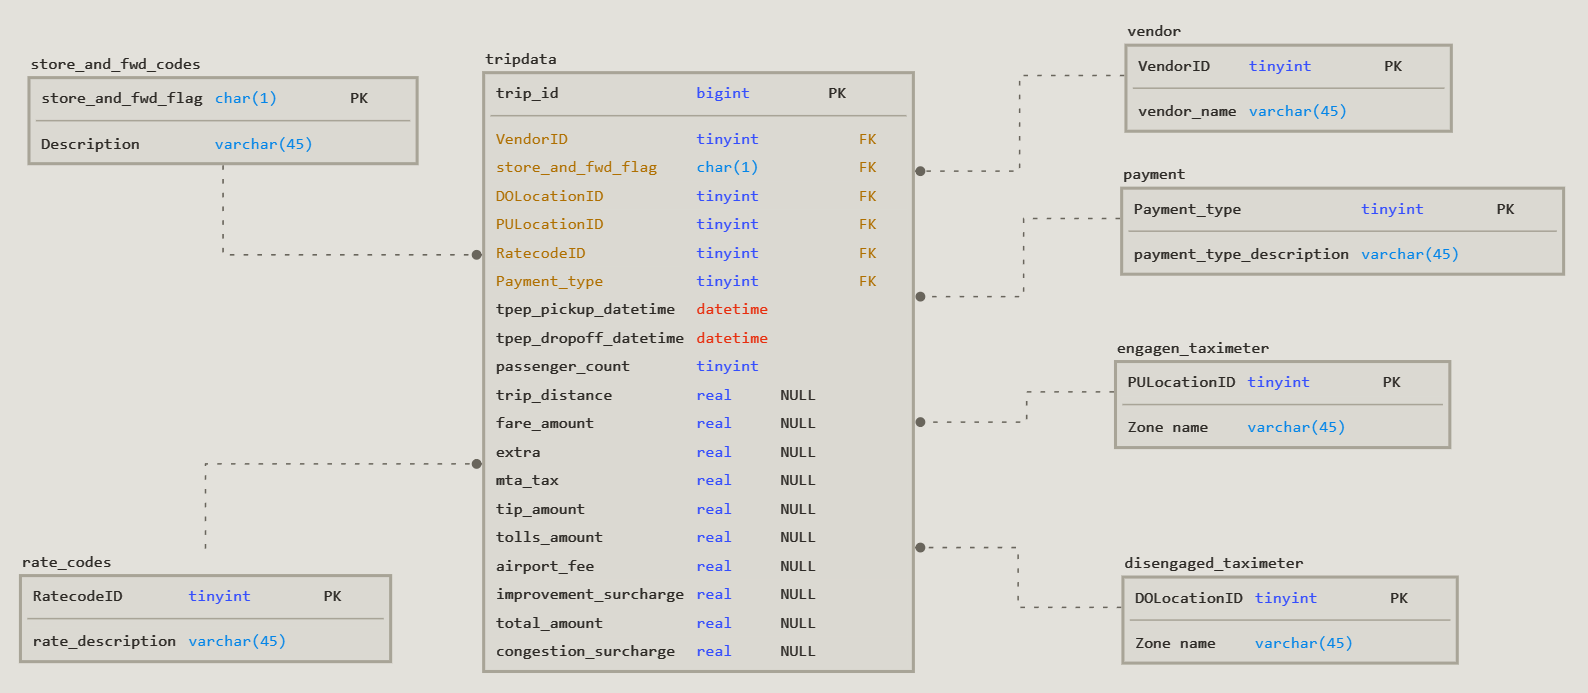 store_and_fwd_codes
store_and_fwd_flag char(1) PK
Description varchar(45)
rate_codes
RatecodeID tinyint PK
rate_description varchar(45)
tripdata
trip_id bigint PK
VendorID tinyint FK
store_and_fwd_flag char(1) FK
DOLocationID tinyint FK
PULocationID tinyint FK
RatecodeID tinyint FK
Payment_type tinyint FK
tpep_pickup_datetime datetime
tpep_dropoff_datetime datetime
passenger_count tinyint
trip_distance real NULL
fare_amount real NULL
extra real NULL
mta_tax real NULL
tip_amount real NULL
tolls_amount real NULL
airport_fee real NULL
improvement_surcharge real NULL
total_amount real NULL
congestion_surcharge real NULL
vendor
VendorID tinyint PK
vendor_name varchar(45)
payment
Payment_type tinyint PK
payment_type_description varchar(45)
engagen_taximeter
PULocationID tinyint PK
Zone name varchar(45)
disengaged_taximeter
DOLocationID tinyint PK
Zone name varchar(45)